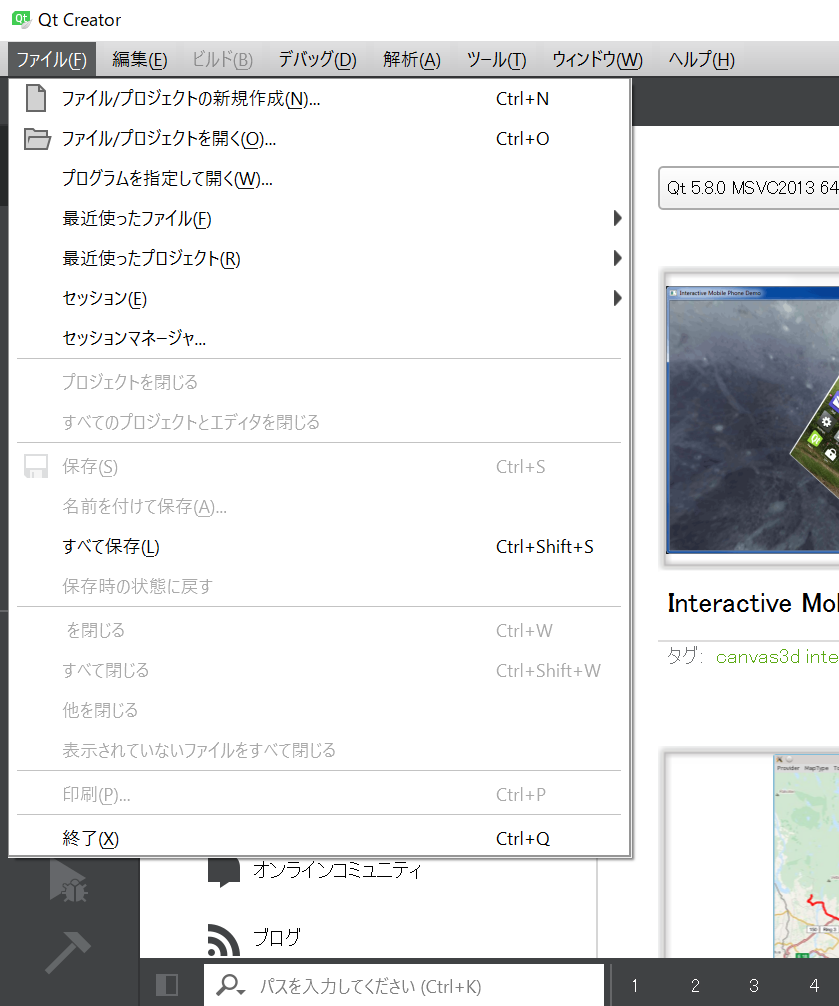 Qt Creator
ファイル(F) 編集(E) ビルド(B) デバッグ(D) 解析(A) ツール(T) ウィンドウ(W) ヘルプ(H)
ファイル/プロジェクトの新規作成(N)... Ctrl+N
ファイル/プロジェクトを開く(O)... Ctrl+O
プログラムを指定して開く(W)...
最近使ったファイル(F)
最近使ったプロジェクト(R)
セッション(E)
セッションマネージャ...
プロジェクトを閉じる
すべてのプロジェクトとエディタを閉じる
保存(S) Ctrl+S
名前を付けて保存(A)...
すべて保存(L) Ctrl+Shift+S
保存時の状態に戻す
を閉じる Ctrl+W
すべて閉じる Ctrl+Shift+W
他を閉じる
表示されていないファイルをすべて閉じる
印刷(P)... Ctrl+P
終了(X) Ctrl+Q
Qt 5.8.0 MSVC2013 64
Interactive Mobile Phone Demo
Interactive Mo
タグ: canvas3d inte
Provider MapType
オンラインコミュニティ
ブログ
パスを入力してください (Ctrl+K)
1 2 3 4